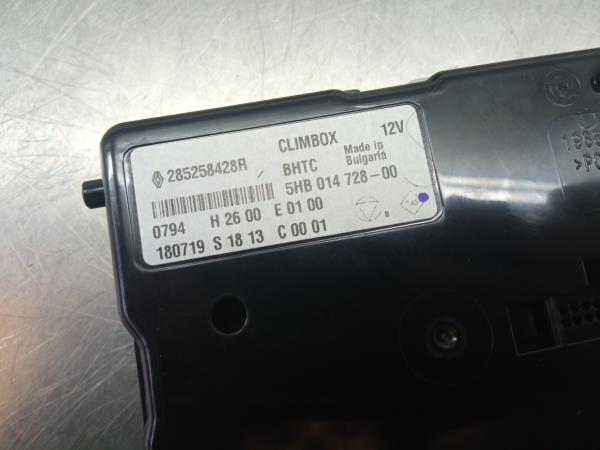 CLIMBOX 12V
285258428R BHTC Made in Bulgaria
5HB 014 728-00
0794 H 26 00 E 01 00
180719 S 18 13 C 00 01
R